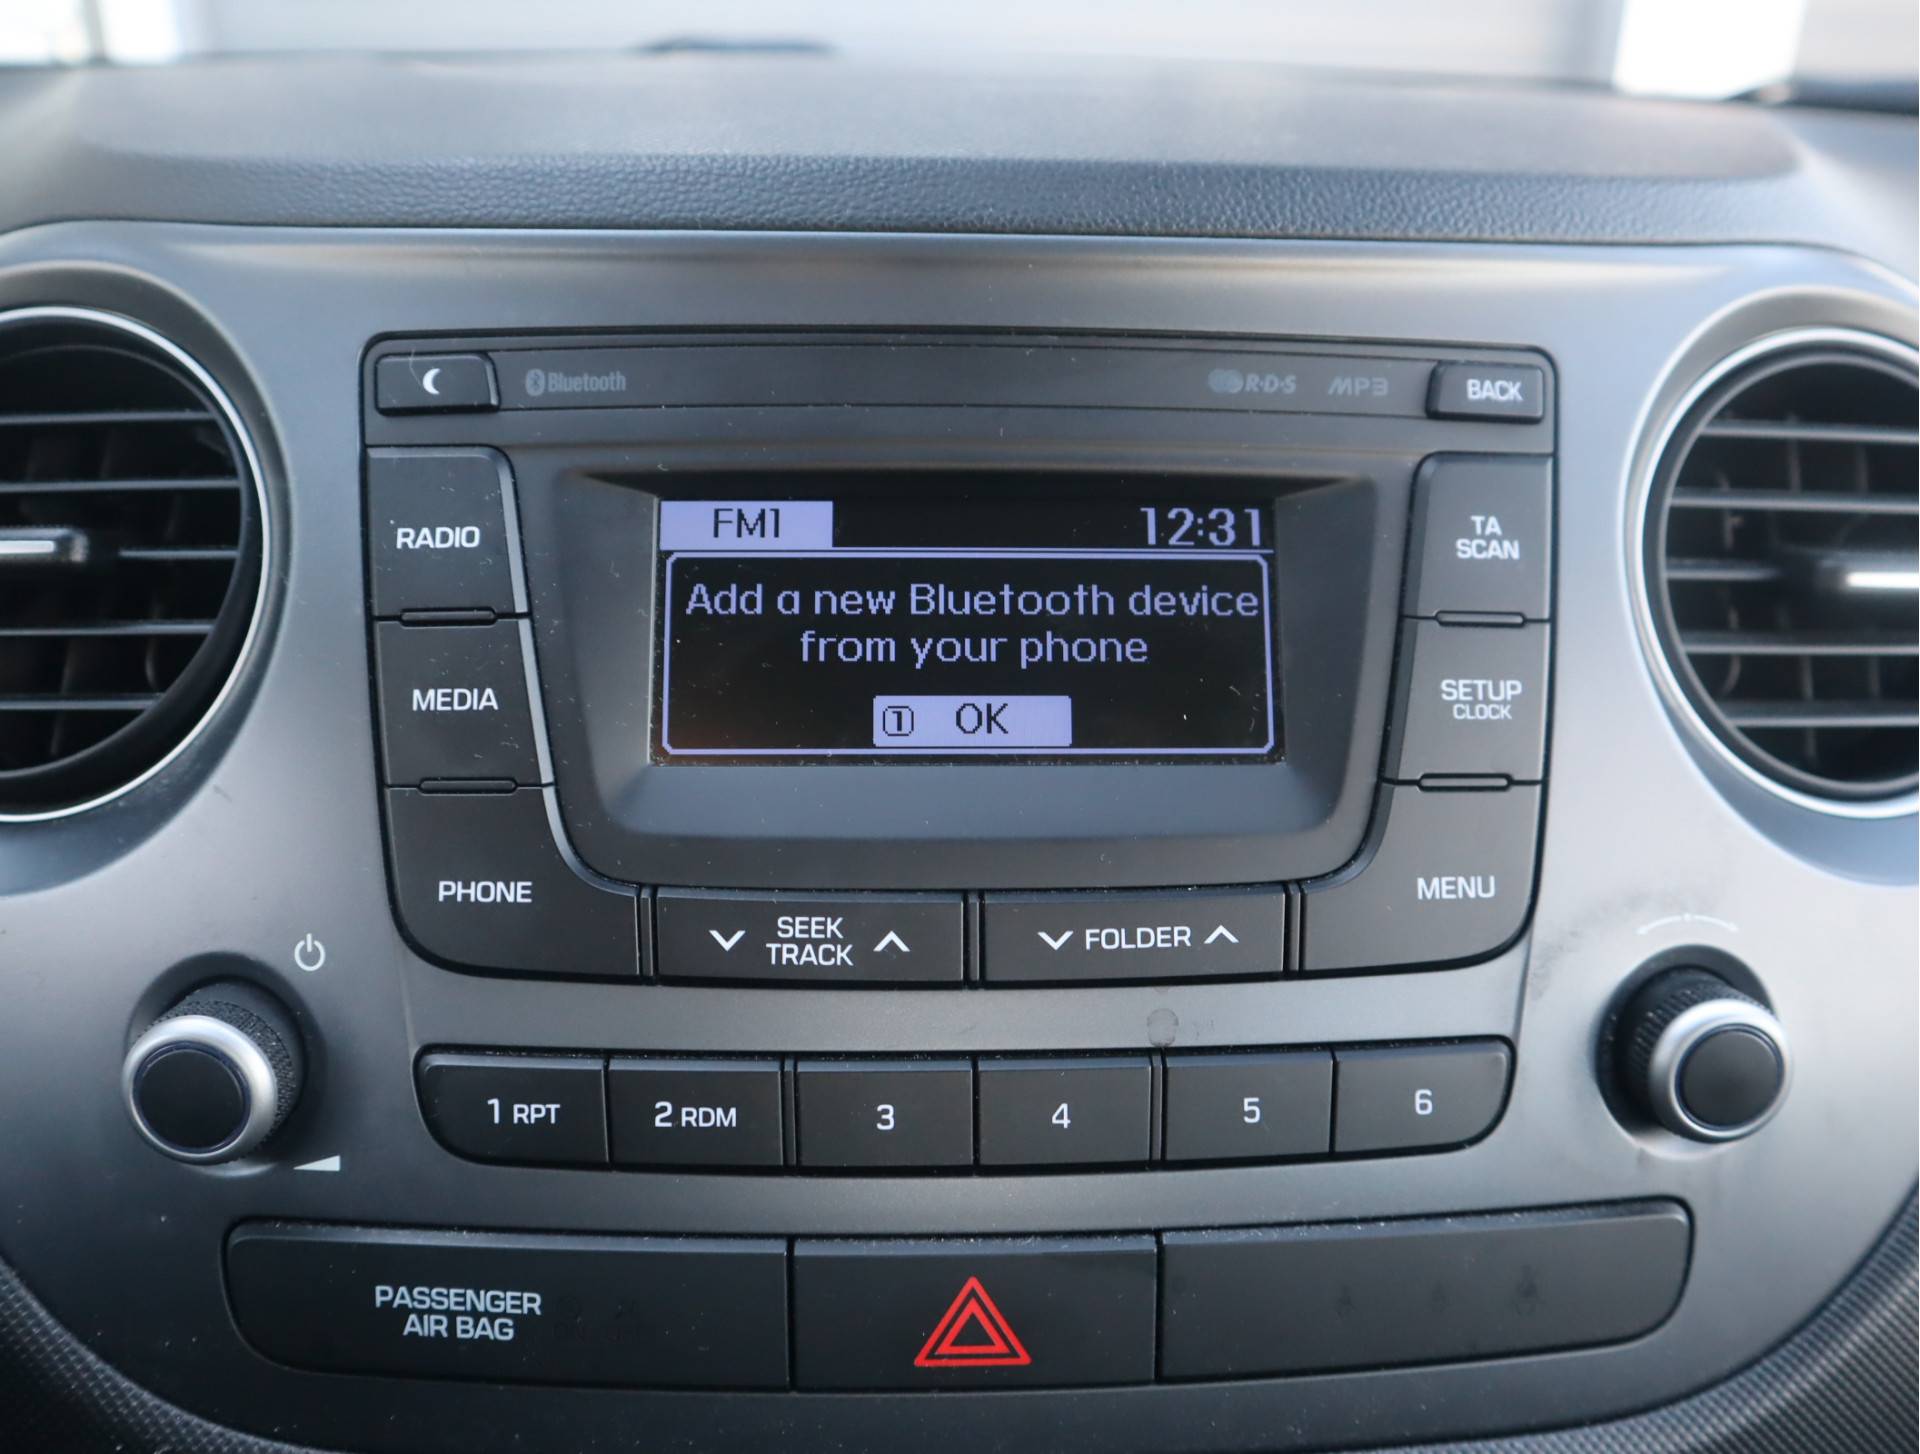 Bluetooth
R·D·S
MP3
BACK
FM1
12:31
Add a new Bluetooth device
from your phone
1 OK
RADIO
MEDIA
PHONE
TA
SCAN
SETUP
CLOCK
MENU
SEEK
TRACK
FOLDER
1 RPT
2 RDM
3
4
5
6
PASSENGER
AIR BAG